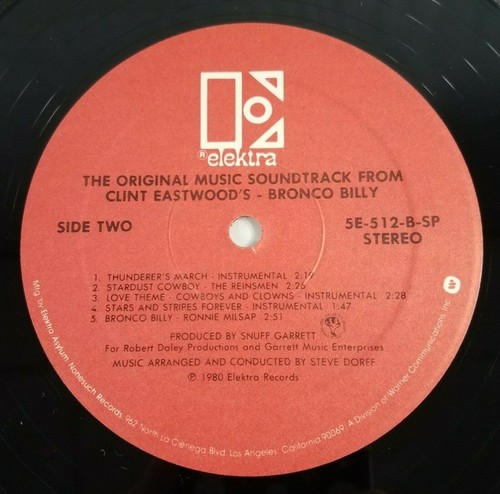 ® elektra
THE ORIGINAL MUSIC SOUNDTRACK FROM
CLINT EASTWOOD'S - BRONCO BILLY
SIDE TWO
5E-512-B-SP
STEREO
1. THUNDERER'S MARCH - INSTRUMENTAL 2:19
2. STARDUST COWBOY - THE REINSMEN 2:26
3. LOVE THEME - COWBOYS AND CLOWNS - INSTRUMENTAL 2:28
4. STARS AND STRIPES FOREVER - INSTRUMENTAL 1:47
5. BRONCO BILLY - RONNIE MILSAP 2:51
PRODUCED BY SNUFF GARRETT
For Robert Daley Productions and Garrett Music Enterprises
MUSIC ARRANGED AND CONDUCTED BY STEVE DORFF
℗ 1980 Elektra Records
Mfg. by Elektra/Asylum/Nonesuch Records, 962 North La Cienega Blvd. Los Angeles, California 90069. A Division of Warner Communications Inc.